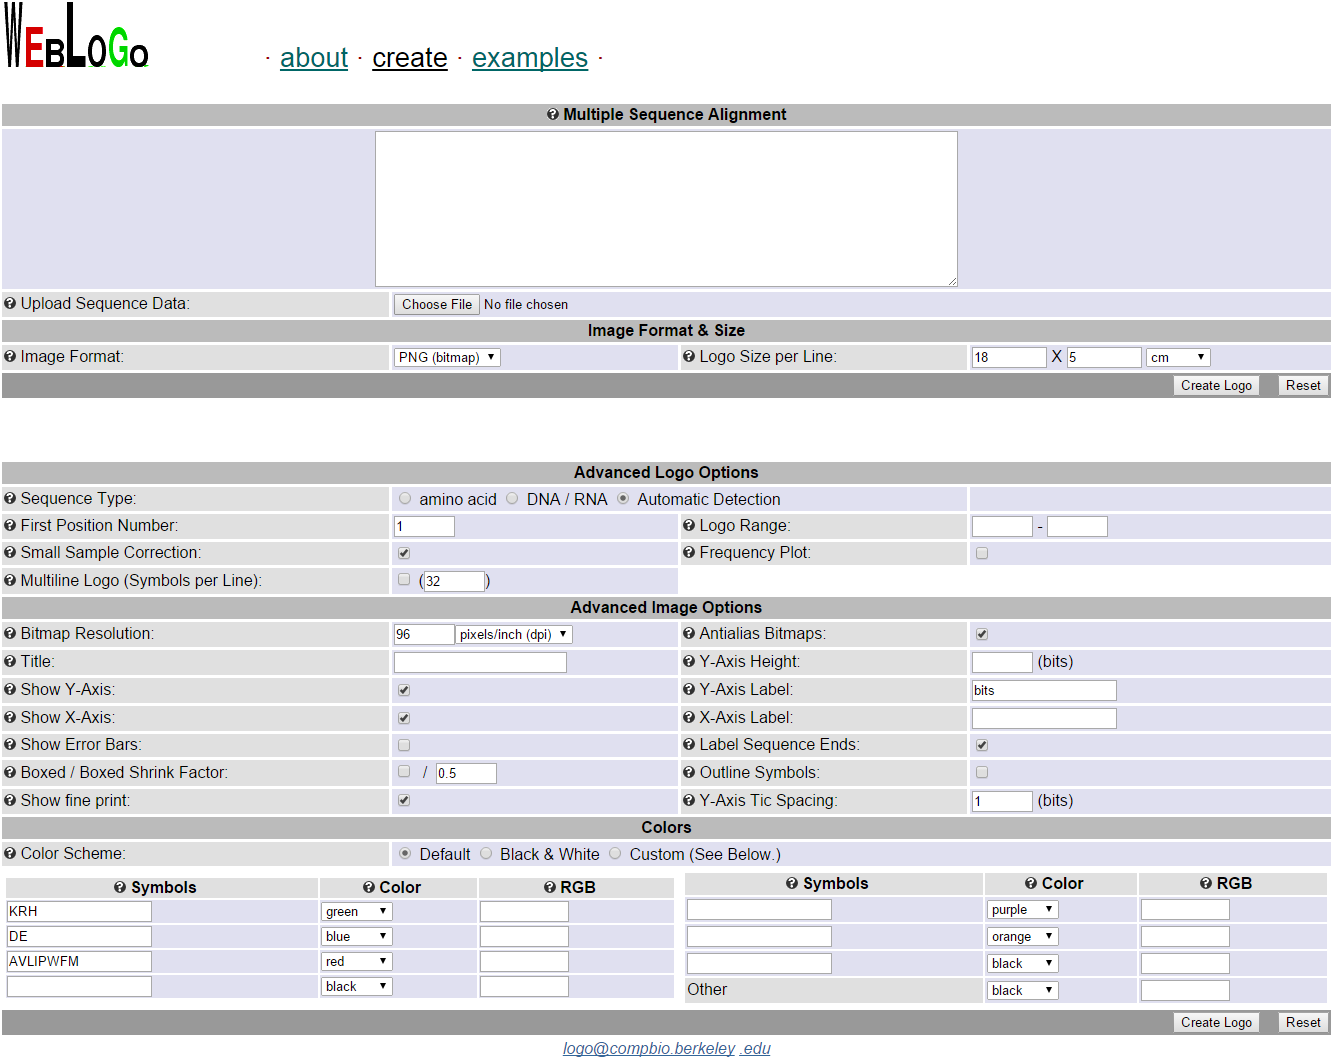 WEBLOGO
· about · create · examples ·
Multiple Sequence Alignment
Upload Sequence Data: Choose File No file chosen
Image Format & Size
Image Format: PNG (bitmap) Logo Size per Line: 18 X 5 cm
Create Logo Reset
Advanced Logo Options
Sequence Type: amino acid DNA / RNA Automatic Detection
First Position Number: 1 Logo Range: -
Small Sample Correction: Frequency Plot:
Multiline Logo (Symbols per Line): (32)
Advanced Image Options
Bitmap Resolution: 96 pixels/inch (dpi) Antialias Bitmaps:
Title: Y-Axis Height: (bits)
Show Y-Axis: Y-Axis Label: bits
Show X-Axis: X-Axis Label:
Show Error Bars: Label Sequence Ends:
Boxed / Boxed Shrink Factor: / 0.5 Outline Symbols:
Show fine print: Y-Axis Tic Spacing: 1 (bits)
Colors
Color Scheme: Default Black & White Custom (See Below.)
Symbols Color RGB Symbols Color RGB
KRH green purple
DE blue orange
AVLIPWFM red black
black Other black
Create Logo Reset
logo@compbio.berkeley .edu